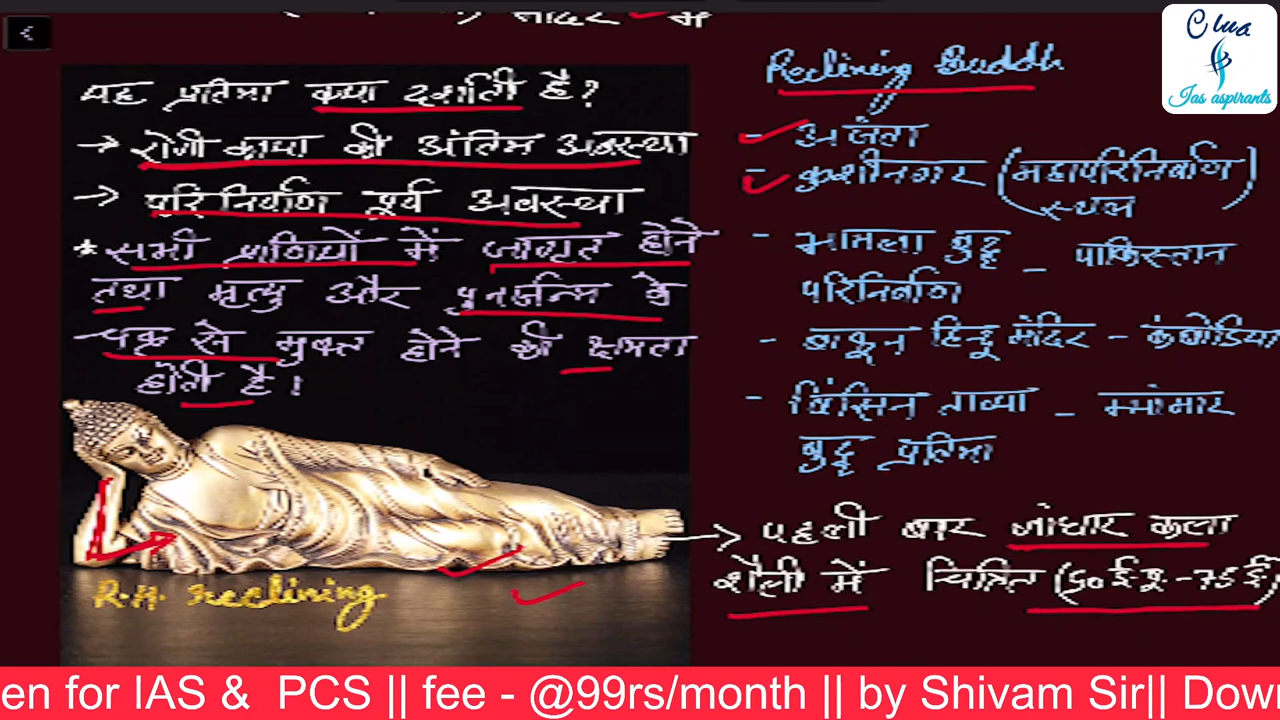 मंदिर में
Clua
Ias aspirants
यह प्रतिमा क्या दर्शाती है?
→ रोगी काया की अंतिम अवस्था
→ परिनिर्वाण पूर्व अवस्था
* सभी प्राणियों में जाग्रत होने
तथा मृत्यु और पुनर्जन्म के
चक्र से मुक्त होने की क्षमता
होती है।
R.H. Reclining
Reclining Buddh
- अजंता
- कुशीनगर (महापरिनिर्वाण
स्थल)
- भामला बुद्ध - पाकिस्तान
परिनिर्वाण
- बाफून हिन्दू मंदिर - कंबोडिया
- विंसिन ताव्या - म्यांमार
बुद्ध प्रतिमा
→ पहली बार गांधार कला
शैली में चित्रित (50 ई.पू.-75 ई)
en for IAS & PCS || fee - @99rs/month || by Shivam Sir|| Dow